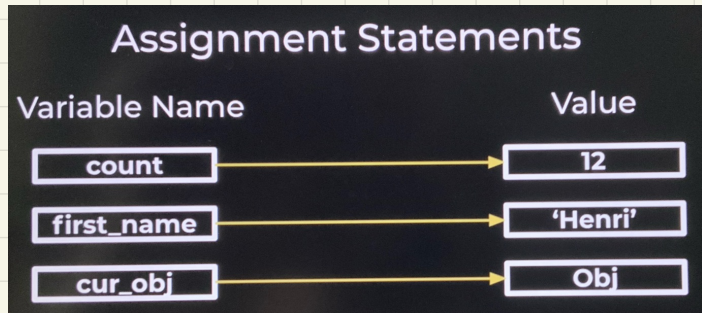 Assignment Statements
Variable Name Value
count 12
first_name ‘Henri’
cur_obj Obj